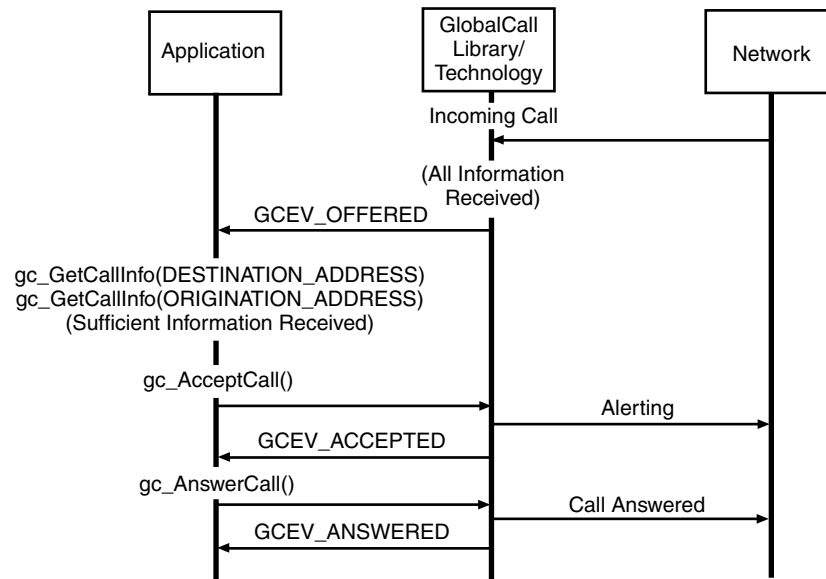 Application
GlobalCall
Library/
Technology
Network
Incoming Call
(All Information
Received)
GCEV_OFFERED
gc_GetCallInfo(DESTINATION_ADDRESS)
gc_GetCallInfo(ORIGINATION_ADDRESS)
(Sufficient Information Received)
gc_AcceptCall()
Alerting
GCEV_ACCEPTED
gc_AnswerCall()
Call Answered
GCEV_ANSWERED